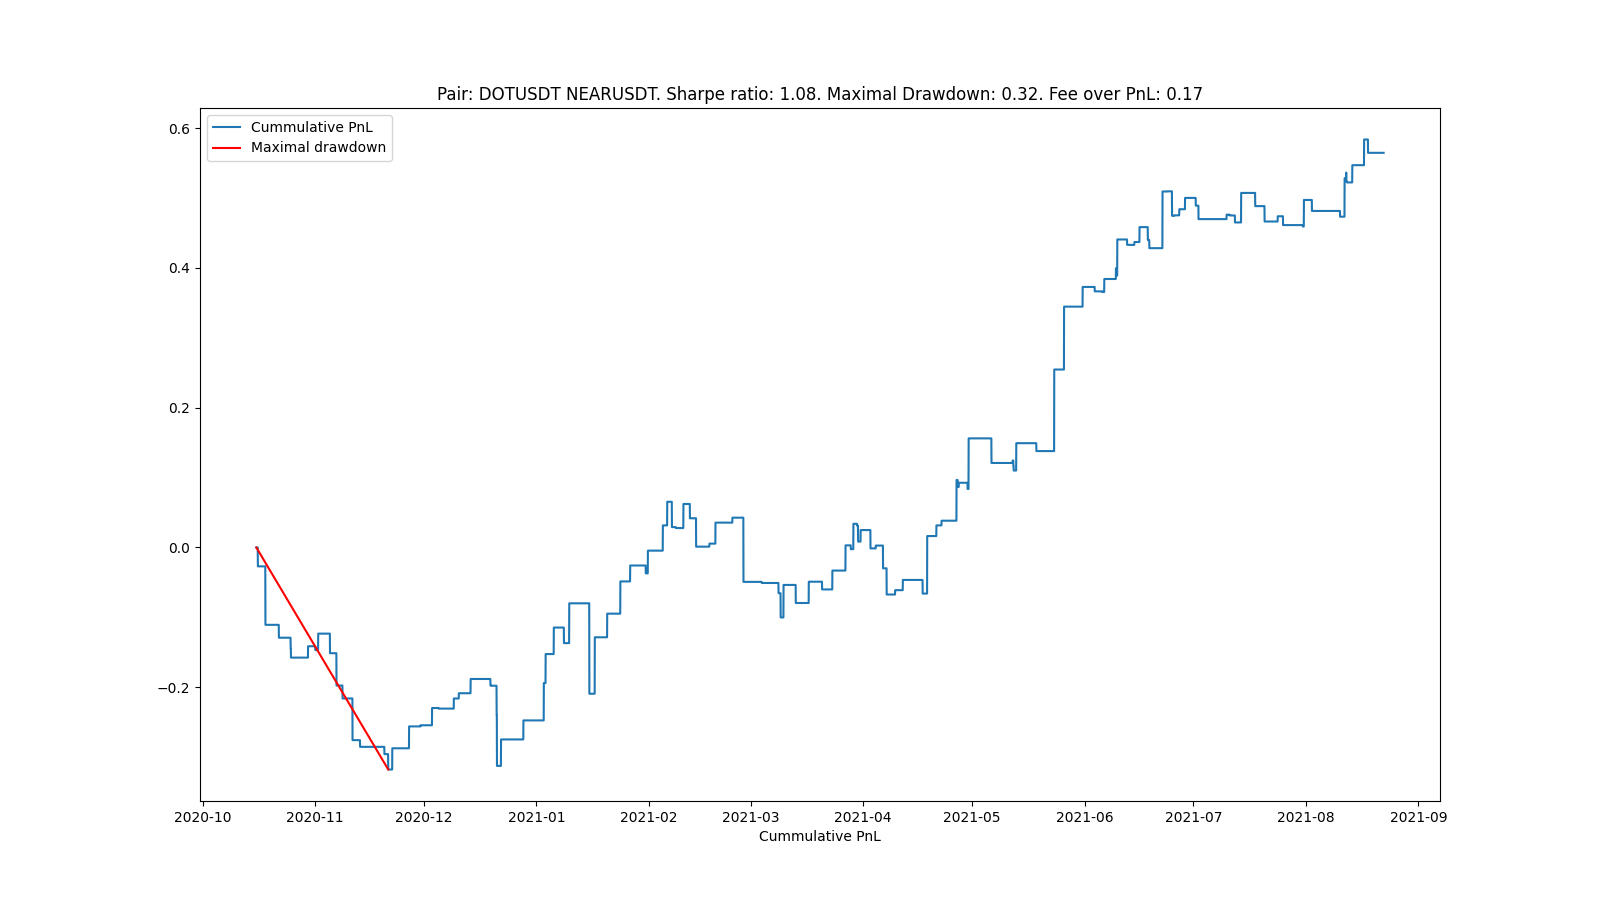 Pair: DOTUSDT NEARUSDT. Sharpe ratio: 1.08. Maximal Drawdown: 0.32. Fee over PnL: 0.17
Cummulative PnL
Maximal drawdown
0.6
0.4
0.2
0.0
−0.2
2020-10 2020-11 2020-12 2021-01 2021-02 2021-03 2021-04 2021-05 2021-06 2021-07 2021-08 2021-09
Cummulative PnL